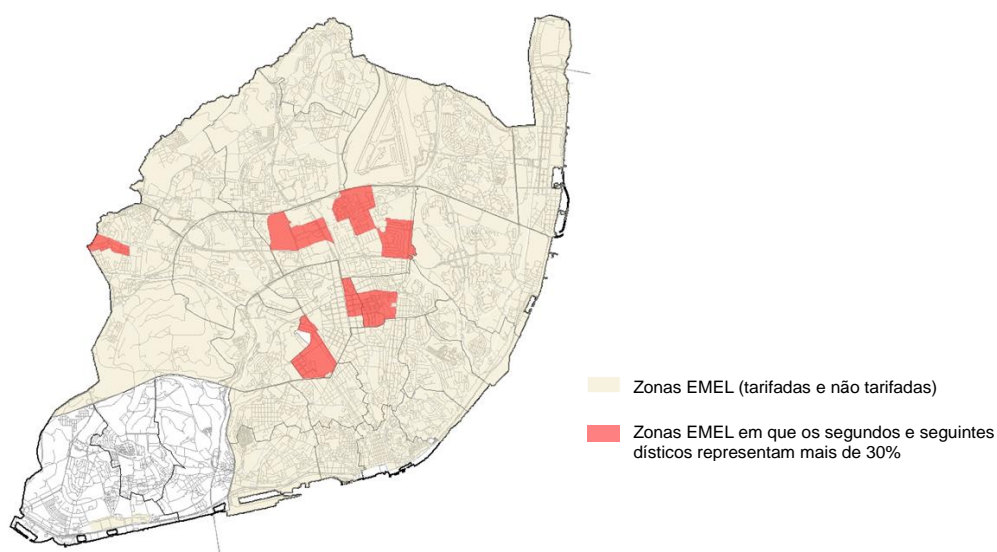 Zonas EMEL (tarifadas e não tarifadas)
Zonas EMEL em que os segundos e seguintes
dísticos representam mais de 30%